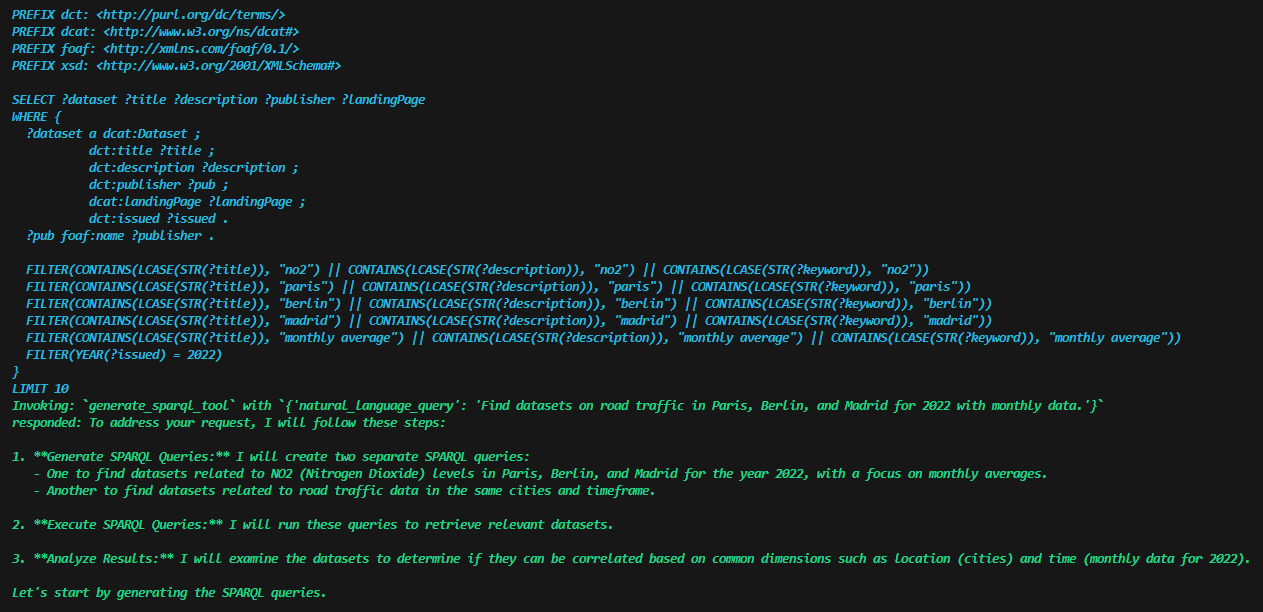 PREFIX dct: <http://purl.org/dc/terms/>
PREFIX dcat: <http://www.w3.org/ns/dcat#>
PREFIX foaf: <http://xmlns.com/foaf/0.1/>
PREFIX xsd: <http://www.w3.org/2001/XMLSchema#>

SELECT ?dataset ?title ?description ?publisher ?landingPage
WHERE {
  ?dataset a dcat:Dataset ;
           dct:title ?title ;
           dct:description ?description ;
           dct:publisher ?pub ;
           dcat:landingPage ?landingPage ;
           dct:issued ?issued .
  ?pub foaf:name ?publisher .

  FILTER(CONTAINS(LCASE(STR(?title)), "no2") || CONTAINS(LCASE(STR(?description)), "no2") || CONTAINS(LCASE(STR(?keyword)), "no2"))
  FILTER(CONTAINS(LCASE(STR(?title)), "paris") || CONTAINS(LCASE(STR(?description)), "paris") || CONTAINS(LCASE(STR(?keyword)), "paris"))
  FILTER(CONTAINS(LCASE(STR(?title)), "berlin") || CONTAINS(LCASE(STR(?description)), "berlin") || CONTAINS(LCASE(STR(?keyword)), "berlin"))
  FILTER(CONTAINS(LCASE(STR(?title)), "madrid") || CONTAINS(LCASE(STR(?description)), "madrid") || CONTAINS(LCASE(STR(?keyword)), "madrid"))
  FILTER(CONTAINS(LCASE(STR(?title)), "monthly average") || CONTAINS(LCASE(STR(?description)), "monthly average") || CONTAINS(LCASE(STR(?keyword)), "monthly average"))
  FILTER(YEAR(?issued) = 2022)
}
LIMIT 10
Invoking: `generate_sparql_tool` with `{'natural_language_query': 'Find datasets on road traffic in Paris, Berlin, and Madrid for 2022 with monthly data.'}`
responded: To address your request, I will follow these steps:

1. **Generate SPARQL Queries:** I will create two separate SPARQL queries:
   - One to find datasets related to NO2 (Nitrogen Dioxide) levels in Paris, Berlin, and Madrid for the year 2022, with a focus on monthly averages.
   - Another to find datasets related to road traffic data in the same cities and timeframe.

2. **Execute SPARQL Queries:** I will run these queries to retrieve relevant datasets.

3. **Analyze Results:** I will examine the datasets to determine if they can be correlated based on common dimensions such as location (cities) and time (monthly data for 2022).

Let's start by generating the SPARQL queries.